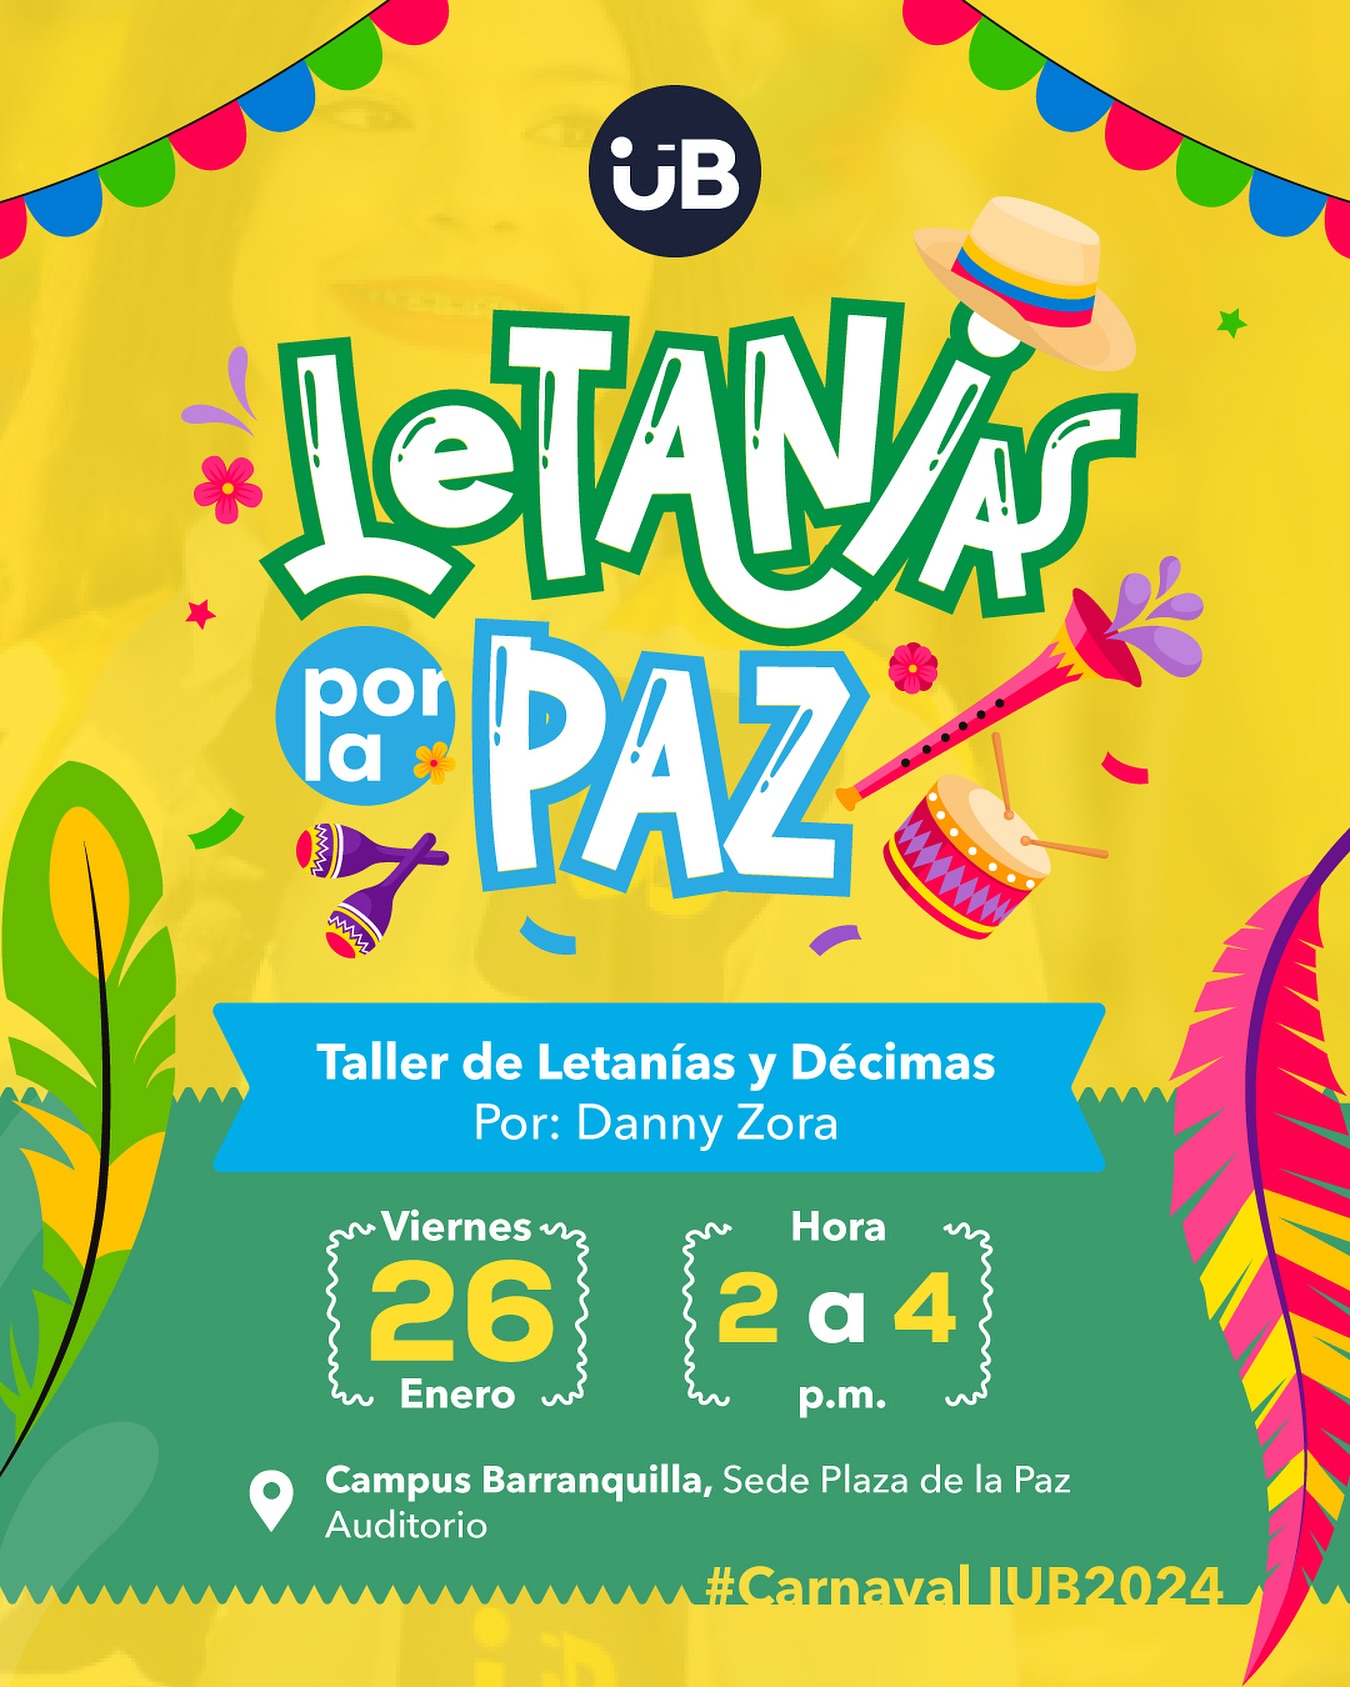 iUB
LeTANíAS
por
la
PAZ
Taller de Letanías y Décimas
Por: Danny Zora
Viernes
26
Enero
Hora
2 a 4
p.m.
Campus Barranquilla, Sede Plaza de la Paz
Auditorio
#Carnaval IUB2024